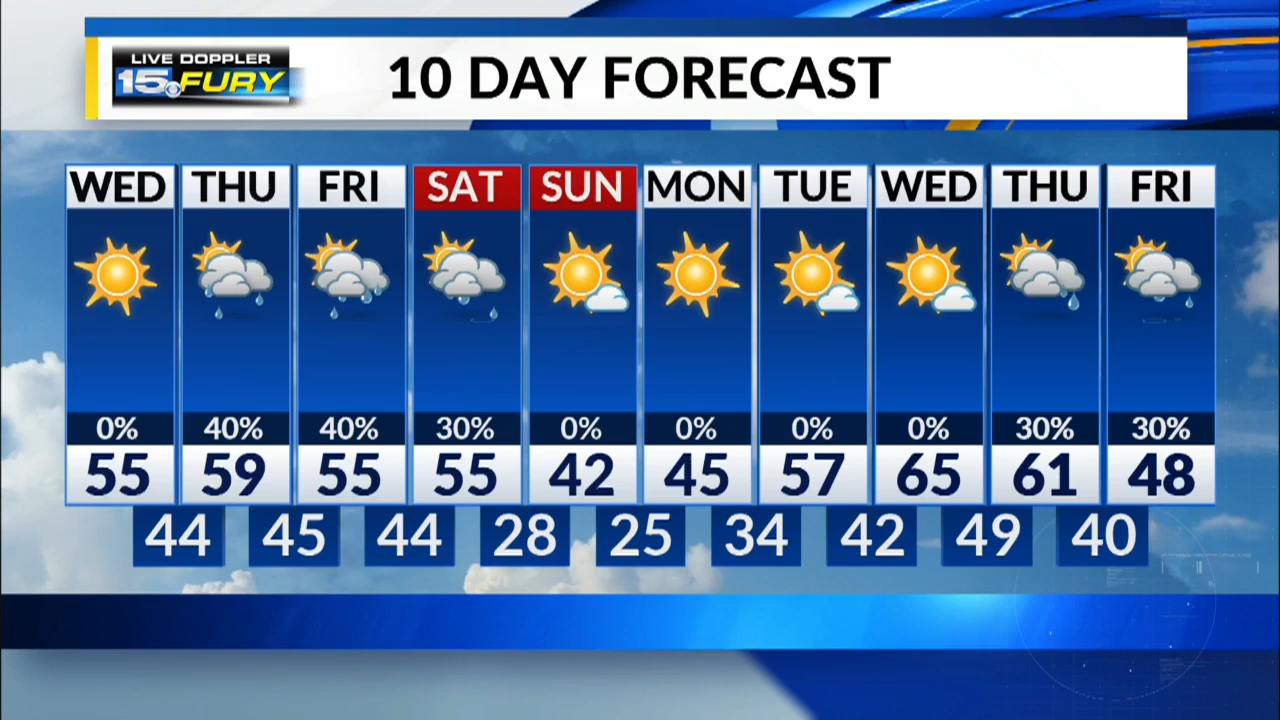 LIVE DOPPLER
15 FURY
10 DAY FORECAST
WED THU FRI SAT SUN MON TUE WED THU FRI
0% 40% 40% 30% 0% 0% 0% 0% 30% 30%
55 59 55 55 42 45 57 65 61 48
44 45 44 28 25 34 42 49 40